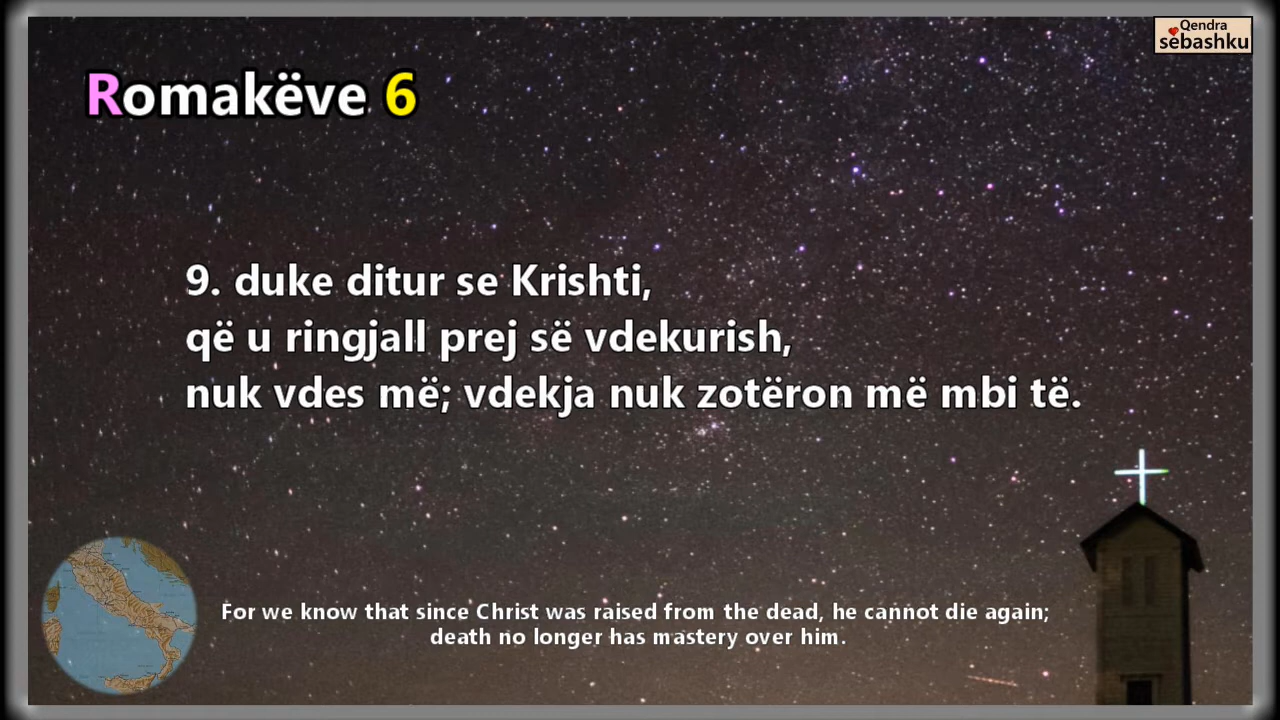 Qendra
sebashku
Romakëve 6
9. duke ditur se Krishti,
që u ringjall prej së vdekurish,
nuk vdes më; vdekja nuk zotëron më mbi të.
For we know that since Christ was raised from the dead, he cannot die again;
death no longer has mastery over him.